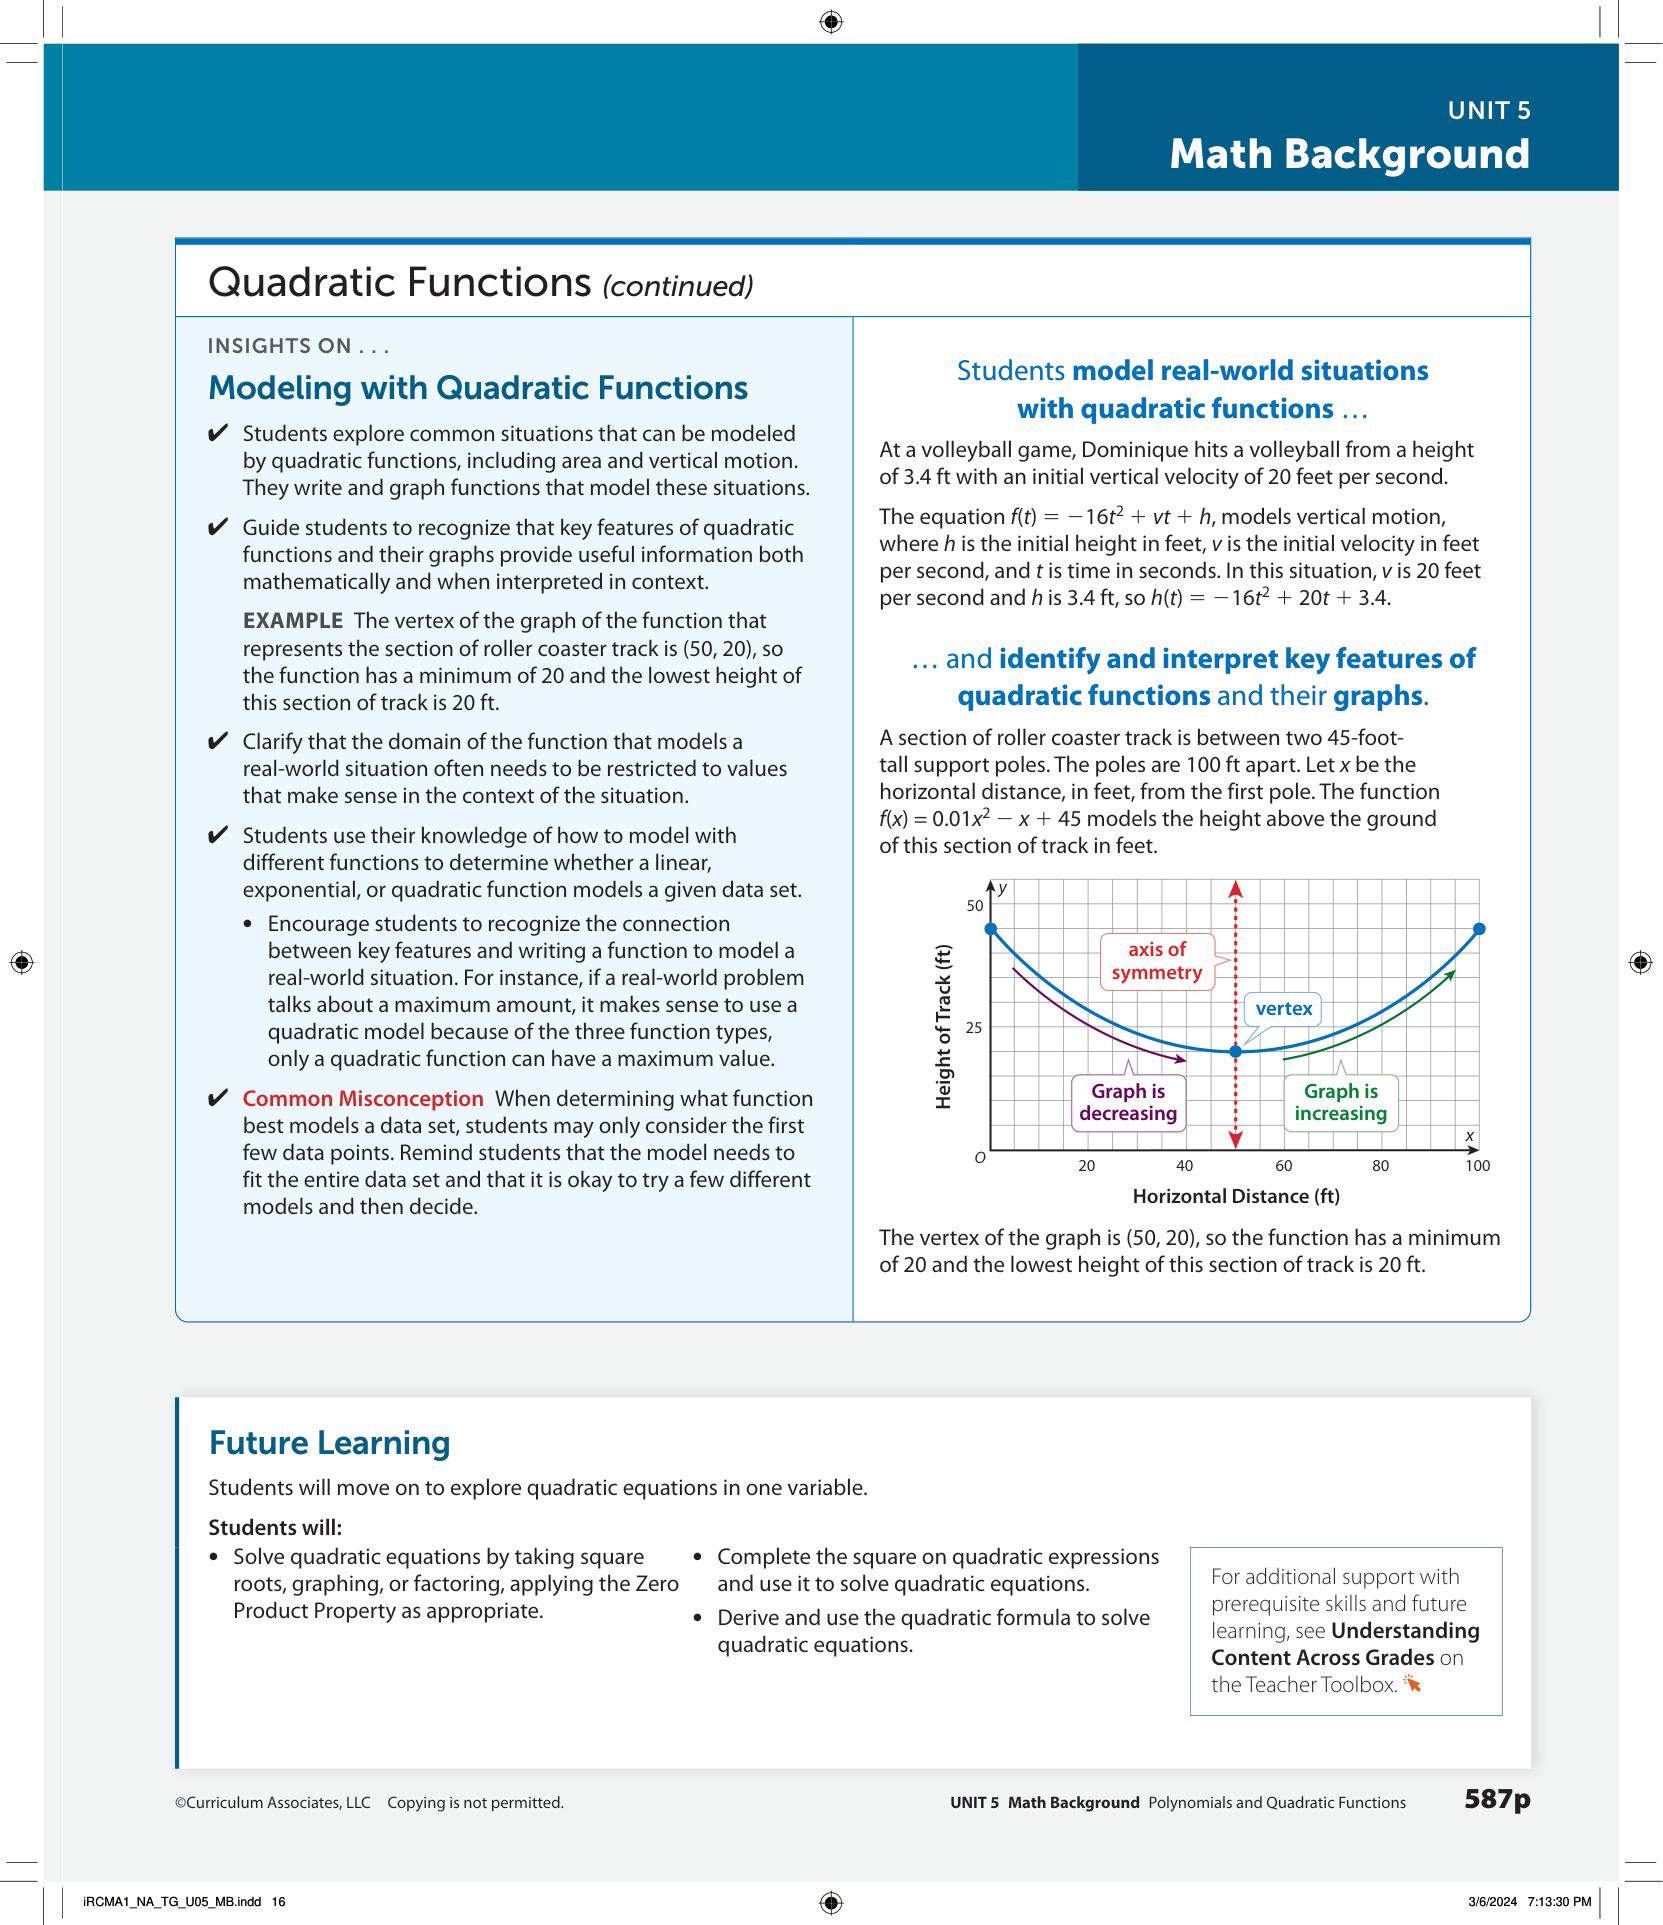 UNIT 5
Math Background
Quadratic Functions (continued)
INSIGHTS ON . . .
Modeling with Quadratic Functions
✔ Students explore common situations that can be modeled
by quadratic functions, including area and vertical motion.
They write and graph functions that model these situations.
✔ Guide students to recognize that key features of quadratic
functions and their graphs provide useful information both
mathematically and when interpreted in context.
EXAMPLE The vertex of the graph of the function that
represents the section of roller coaster track is (50, 20), so
the function has a minimum of 20 and the lowest height of
this section of track is 20 ft.
✔ Clarify that the domain of the function that models a
real-world situation often needs to be restricted to values
that make sense in the context of the situation.
✔ Students use their knowledge of how to model with
different functions to determine whether a linear,
exponential, or quadratic function models a given data set.
• Encourage students to recognize the connection
between key features and writing a function to model a
real-world situation. For instance, if a real-world problem
talks about a maximum amount, it makes sense to use a
quadratic model because of the three function types,
only a quadratic function can have a maximum value.
✔ Common Misconception When determining what function
best models a data set, students may only consider the first
few data points. Remind students that the model needs to
fit the entire data set and that it is okay to try a few different
models and then decide.
Students model real-world situations
with quadratic functions …
At a volleyball game, Dominique hits a volleyball from a height
of 3.4 ft with an initial vertical velocity of 20 feet per second.
The equation f(t) = −16t² + vt + h, models vertical motion,
where h is the initial height in feet, v is the initial velocity in feet
per second, and t is time in seconds. In this situation, v is 20 feet
per second and h is 3.4 ft, so h(t) = −16t² + 20t + 3.4.
… and identify and interpret key features of
quadratic functions and their graphs.
A section of roller coaster track is between two 45-foot-
tall support poles. The poles are 100 ft apart. Let x be the
horizontal distance, in feet, from the first pole. The function
f(x) = 0.01x² − x + 45 models the height above the ground
of this section of track in feet.
y
50
25
Height of Track (ft)
axis of
symmetry
vertex
Graph is
decreasing
Graph is
increasing
x
O
20 40 60 80 100
Horizontal Distance (ft)
The vertex of the graph is (50, 20), so the function has a minimum
of 20 and the lowest height of this section of track is 20 ft.
Future Learning
Students will move on to explore quadratic equations in one variable.
Students will:
• Solve quadratic equations by taking square
roots, graphing, or factoring, applying the Zero
Product Property as appropriate.
• Complete the square on quadratic expressions
and use it to solve quadratic equations.
• Derive and use the quadratic formula to solve
quadratic equations.
For additional support with
prerequisite skills and future
learning, see Understanding
Content Across Grades on
the Teacher Toolbox.
©Curriculum Associates, LLC Copying is not permitted.
UNIT 5 Math Background Polynomials and Quadratic Functions 587p
iRCMA1_NA_TG_U05_MB.indd 16
3/6/2024 7:13:30 PM